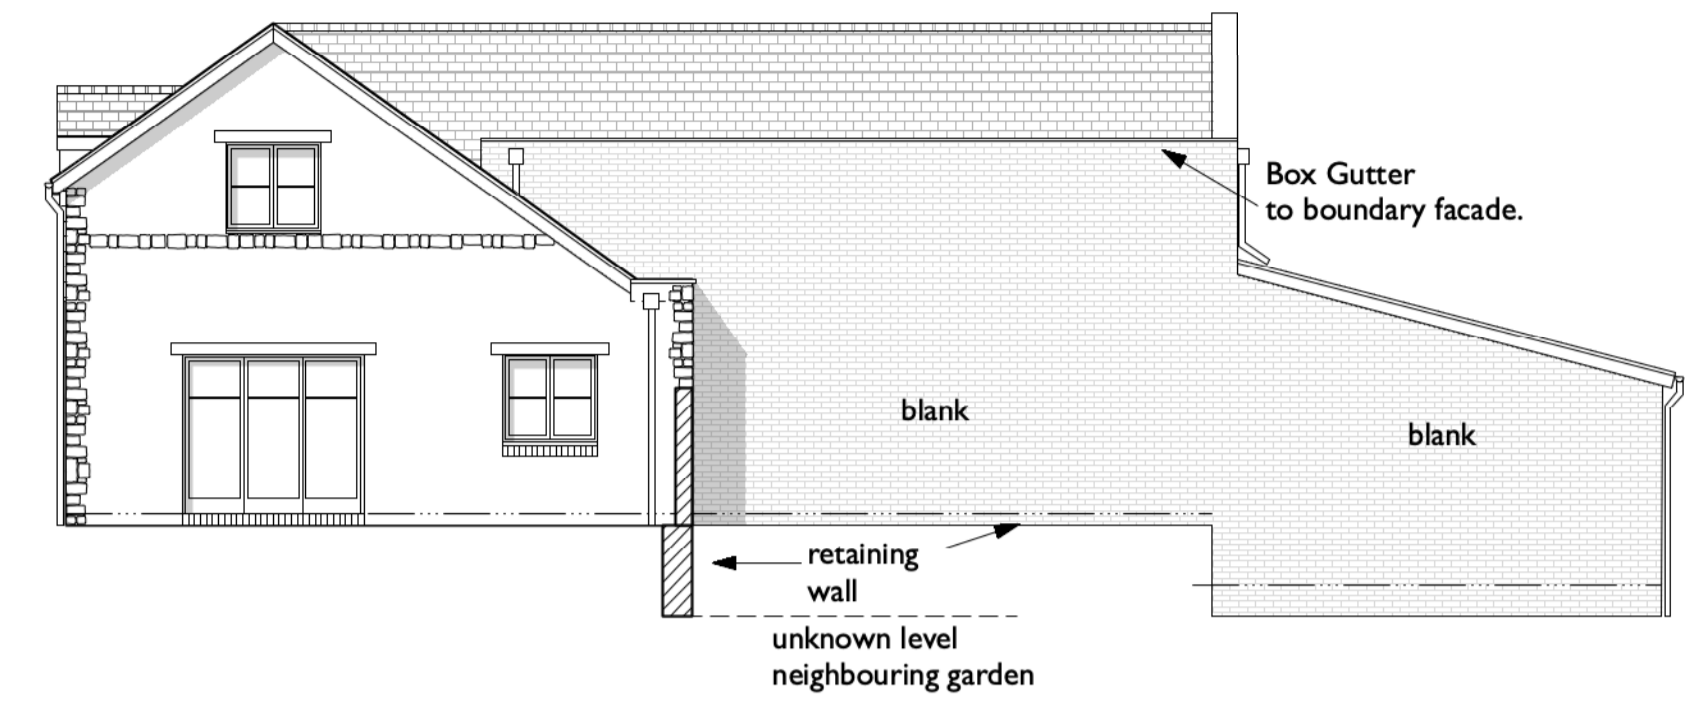 Box Gutter
to boundary facade.
blank
blank
retaining
wall
unknown level
neighbouring garden